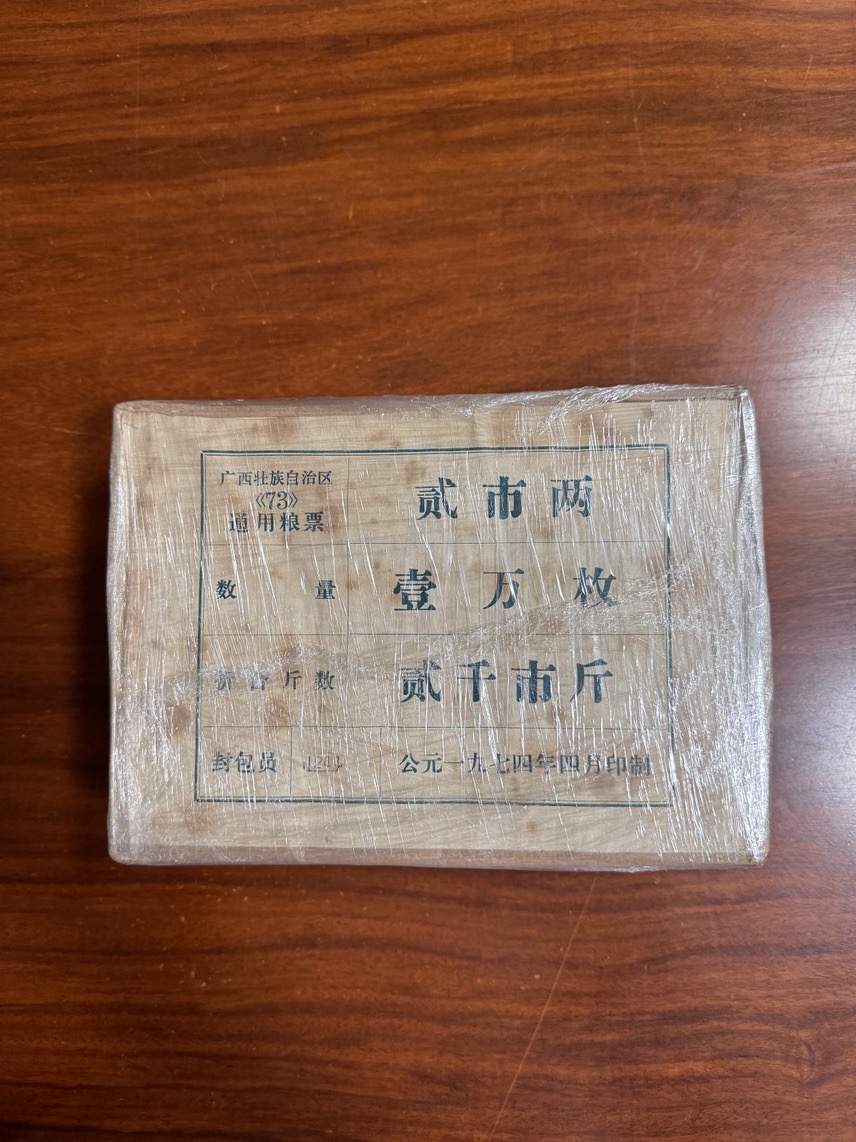 广西壮族自治区
《73》
通用粮票
贰市两
数量
壹万枚
折合斤数
贰千市斤
封包员
公元一九七四年四月印制